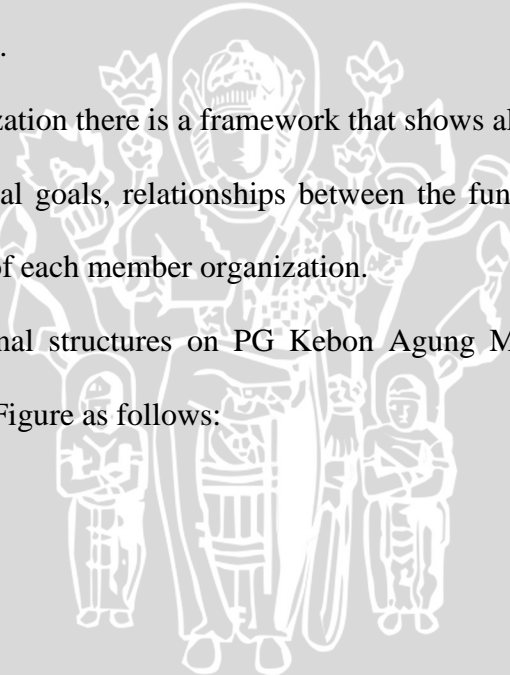 .
zation there is a framework that shows al
al goals, relationships between the fun
of each member organization.
nal structures on PG Kebon Agung M
Figure as follows: